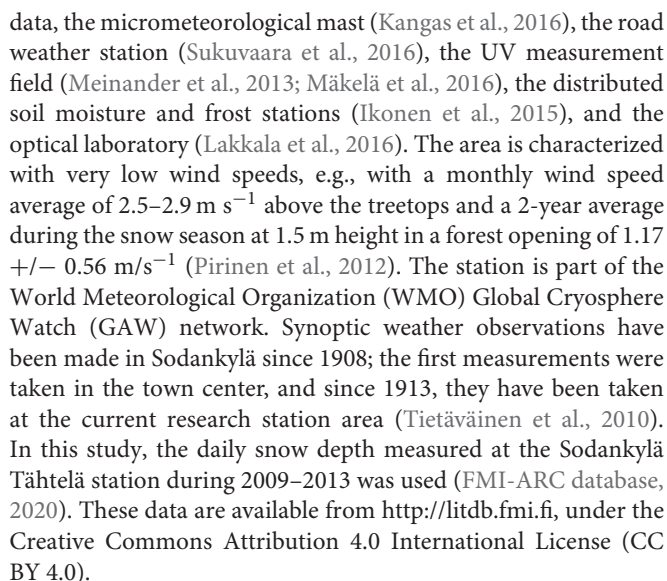 data, the micrometeorological mast (Kangas et al., 2016), the road
weather station (Sukuvaara et al., 2016), the UV measurement
field (Meinander et al., 2013; Mäkelä et al., 2016), the distributed
soil moisture and frost stations (Ikonen et al., 2015), and the
optical laboratory (Lakkala et al., 2016). The area is characterized
with very low wind speeds, e.g., with a monthly wind speed
average of 2.5–2.9 m s⁻¹ above the treetops and a 2-year average
during the snow season at 1.5 m height in a forest opening of 1.17
+/− 0.56 m/s⁻¹ (Pirinen et al., 2012). The station is part of the
World Meteorological Organization (WMO) Global Cryosphere
Watch (GAW) network. Synoptic weather observations have
been made in Sodankylä since 1908; the first measurements were
taken in the town center, and since 1913, they have been taken
at the current research station area (Tietäväinen et al., 2010).
In this study, the daily snow depth measured at the Sodankylä
Tähtelä station during 2009–2013 was used (FMI-ARC database,
2020). These data are available from http://litdb.fmi.fi, under the
Creative Commons Attribution 4.0 International License (CC
BY 4.0).